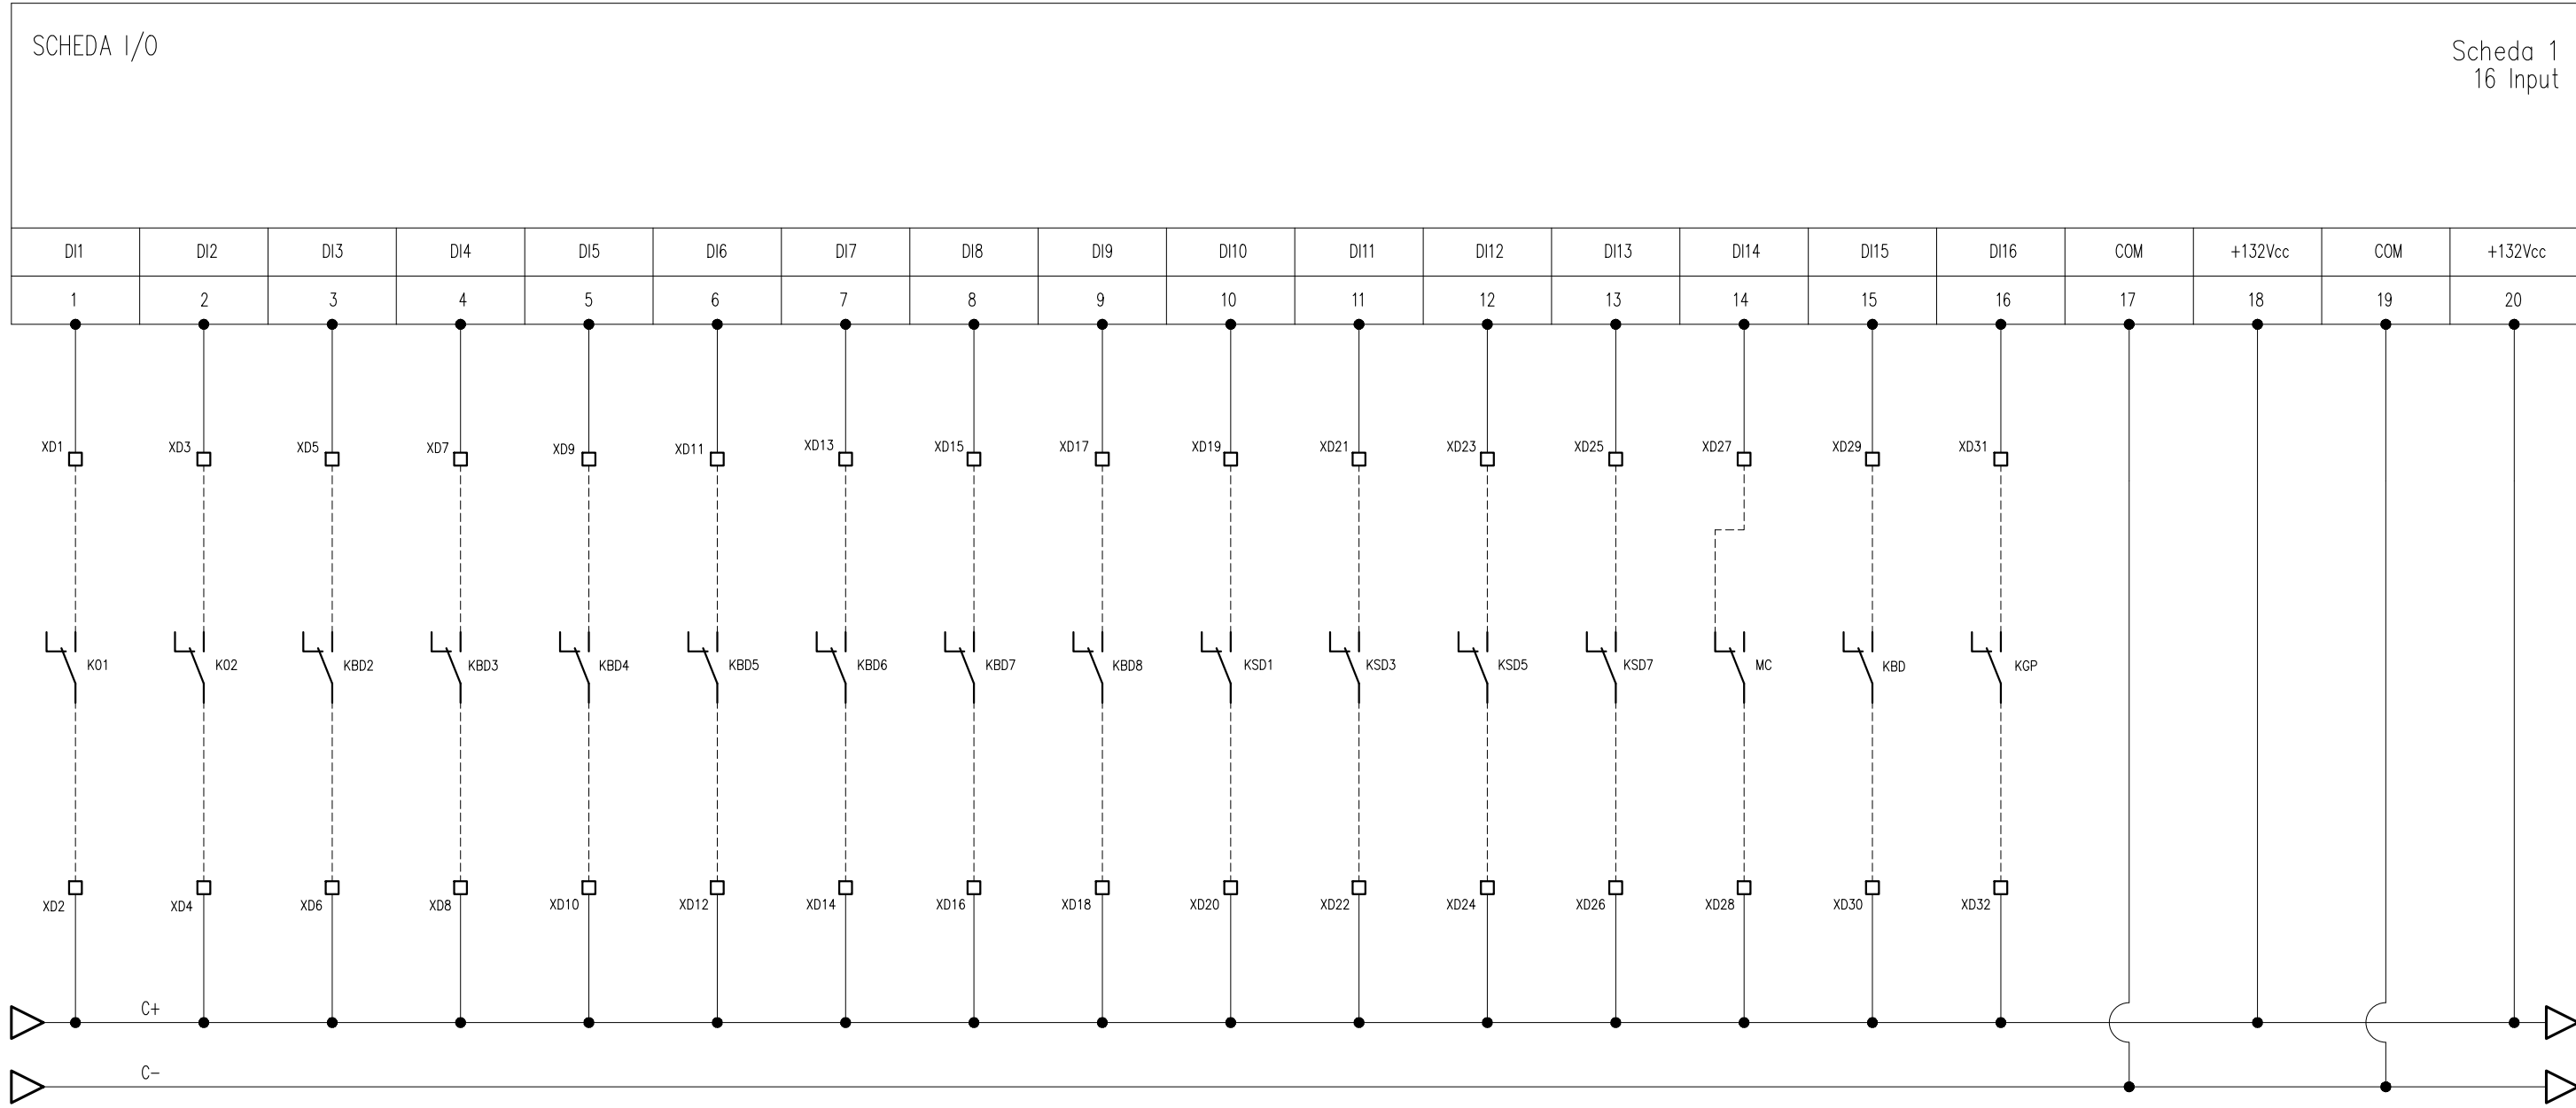 SCHEDA I/O
Scheda 1
16 Input
DI1 DI2 DI3 DI4 DI5 DI6 DI7 DI8 DI9 DI10 DI11 DI12 DI13 DI14 DI15 DI16 COM +132Vcc COM +132Vcc
1 2 3 4 5 6 7 8 9 10 11 12 13 14 15 16 17 18 19 20
XD1 XD3 XD5 XD7 XD9 XD11 XD13 XD15 XD17 XD19 XD21 XD23 XD25 XD27 XD29 XD31
K01 K02 KBD2 KBD3 KBD4 KBD5 KBD6 KBD7 KBD8 KSD1 KSD3 KSD5 KSD7 MC KBD KGP
XD2 XD4 XD6 XD8 XD10 XD12 XD14 XD16 XD18 XD20 XD22 XD24 XD26 XD28 XD30 XD32
C+
C-